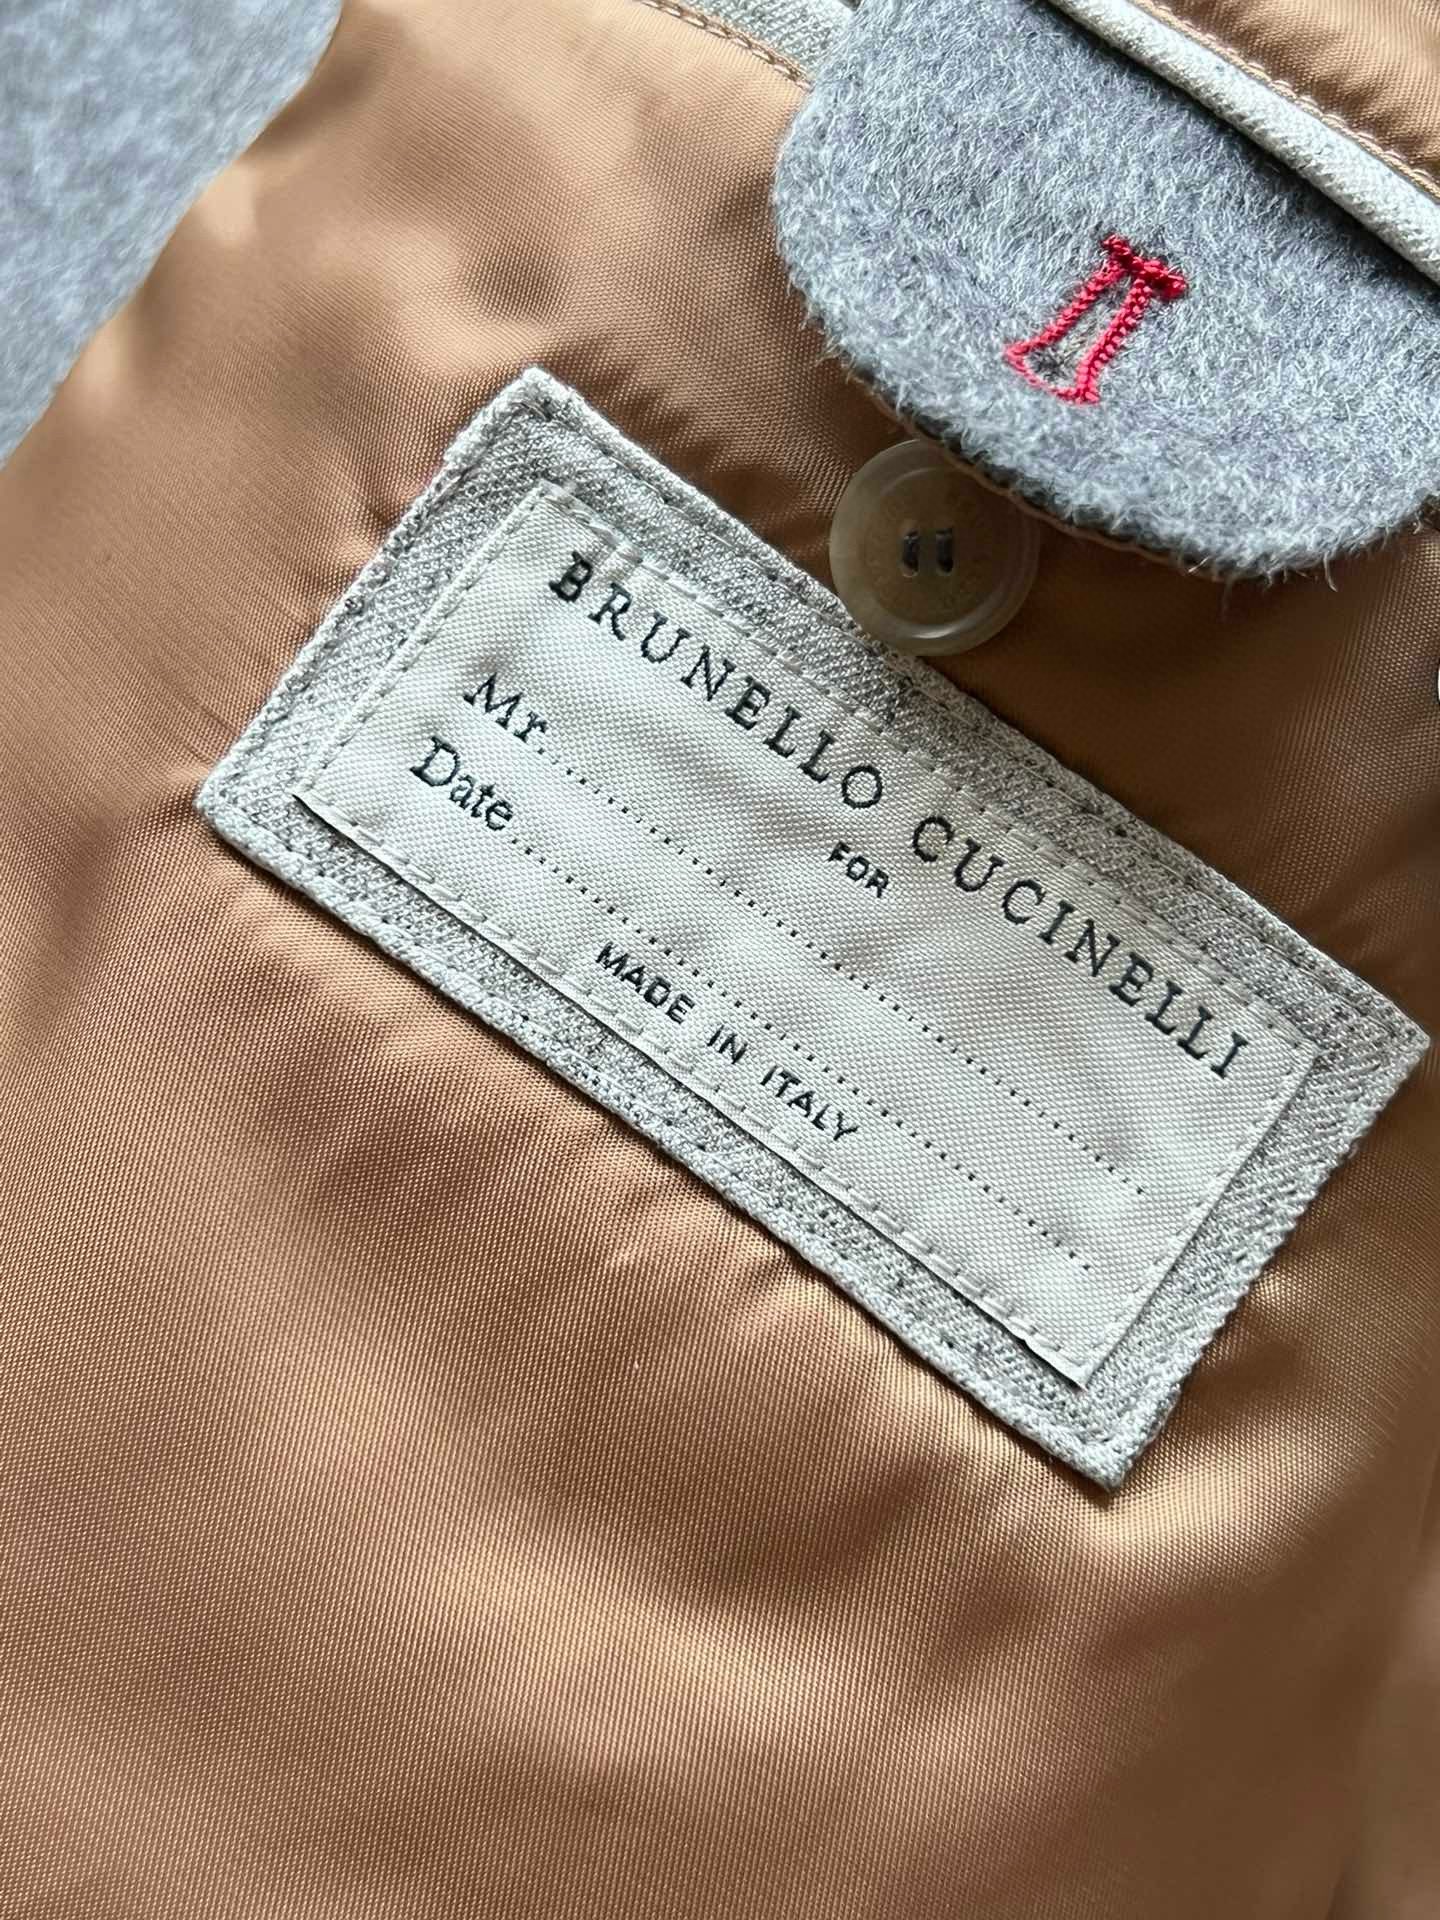 BRUNELLO CUCINELLI
FOR
Mr.
Date
MADE IN ITALY